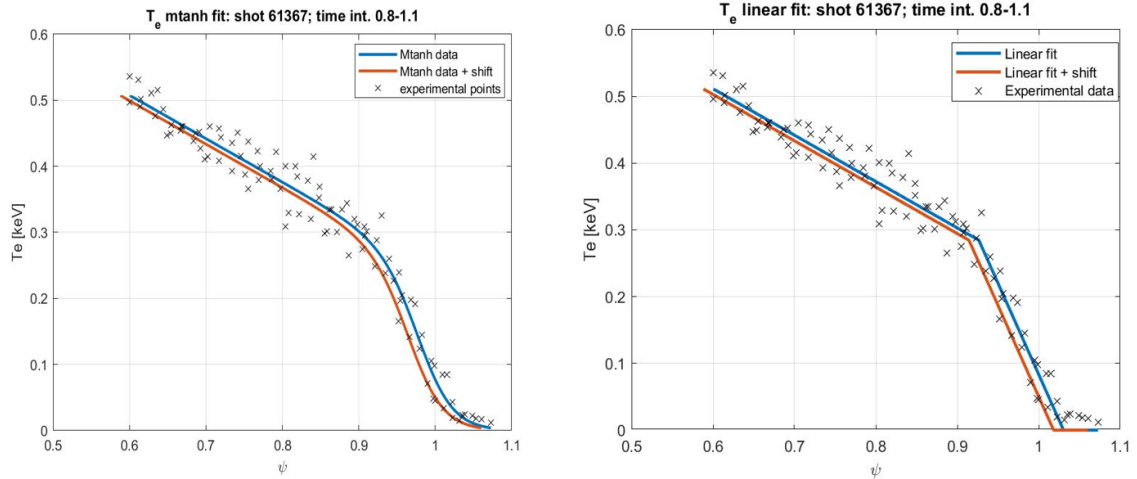 T_e mtanh fit: shot 61367; time int. 0.8-1.1
Mtanh data
Mtanh data + shift
experimental points
Te [keV]
0.6
0.5
0.4
0.3
0.2
0.1
0
0.5 0.6 0.7 0.8 0.9 1 1.1
ψ
T_e linear fit: shot 61367; time int. 0.8-1.1
Linear fit
Linear fit + shift
Experimental data
Te [keV]
0.6
0.5
0.4
0.3
0.2
0.1
0
0.5 0.6 0.7 0.8 0.9 1 1.1
ψ